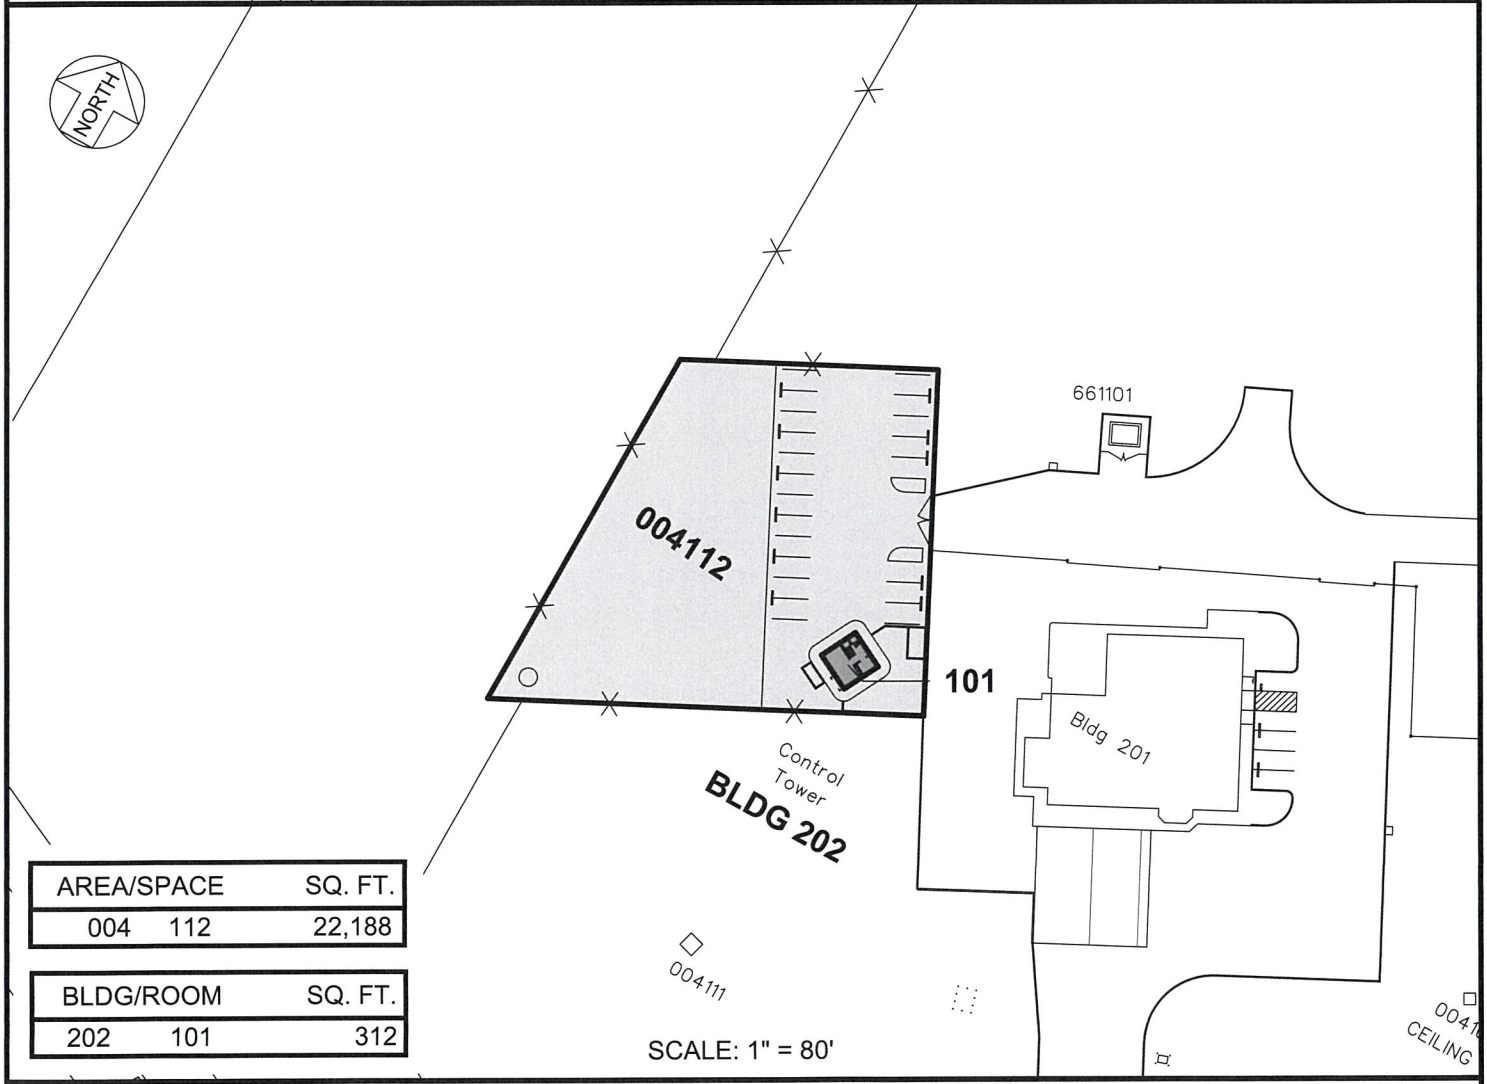 NORTH
661101
004112
101
Bldg 201
Control
Tower
BLDG 202
AREA/SPACE SQ. FT.
004 112 22,188
BLDG/ROOM SQ. FT.
202 101 312
004111
SCALE: 1" = 80'
CEILING